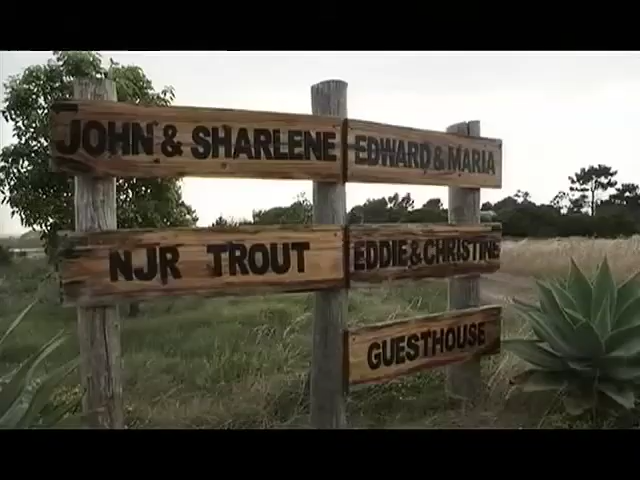 JOHN & SHARLENE
EDWARD & MARIA
NJR TROUT
EDDIE & CHRISTINE
GUESTHOUSE